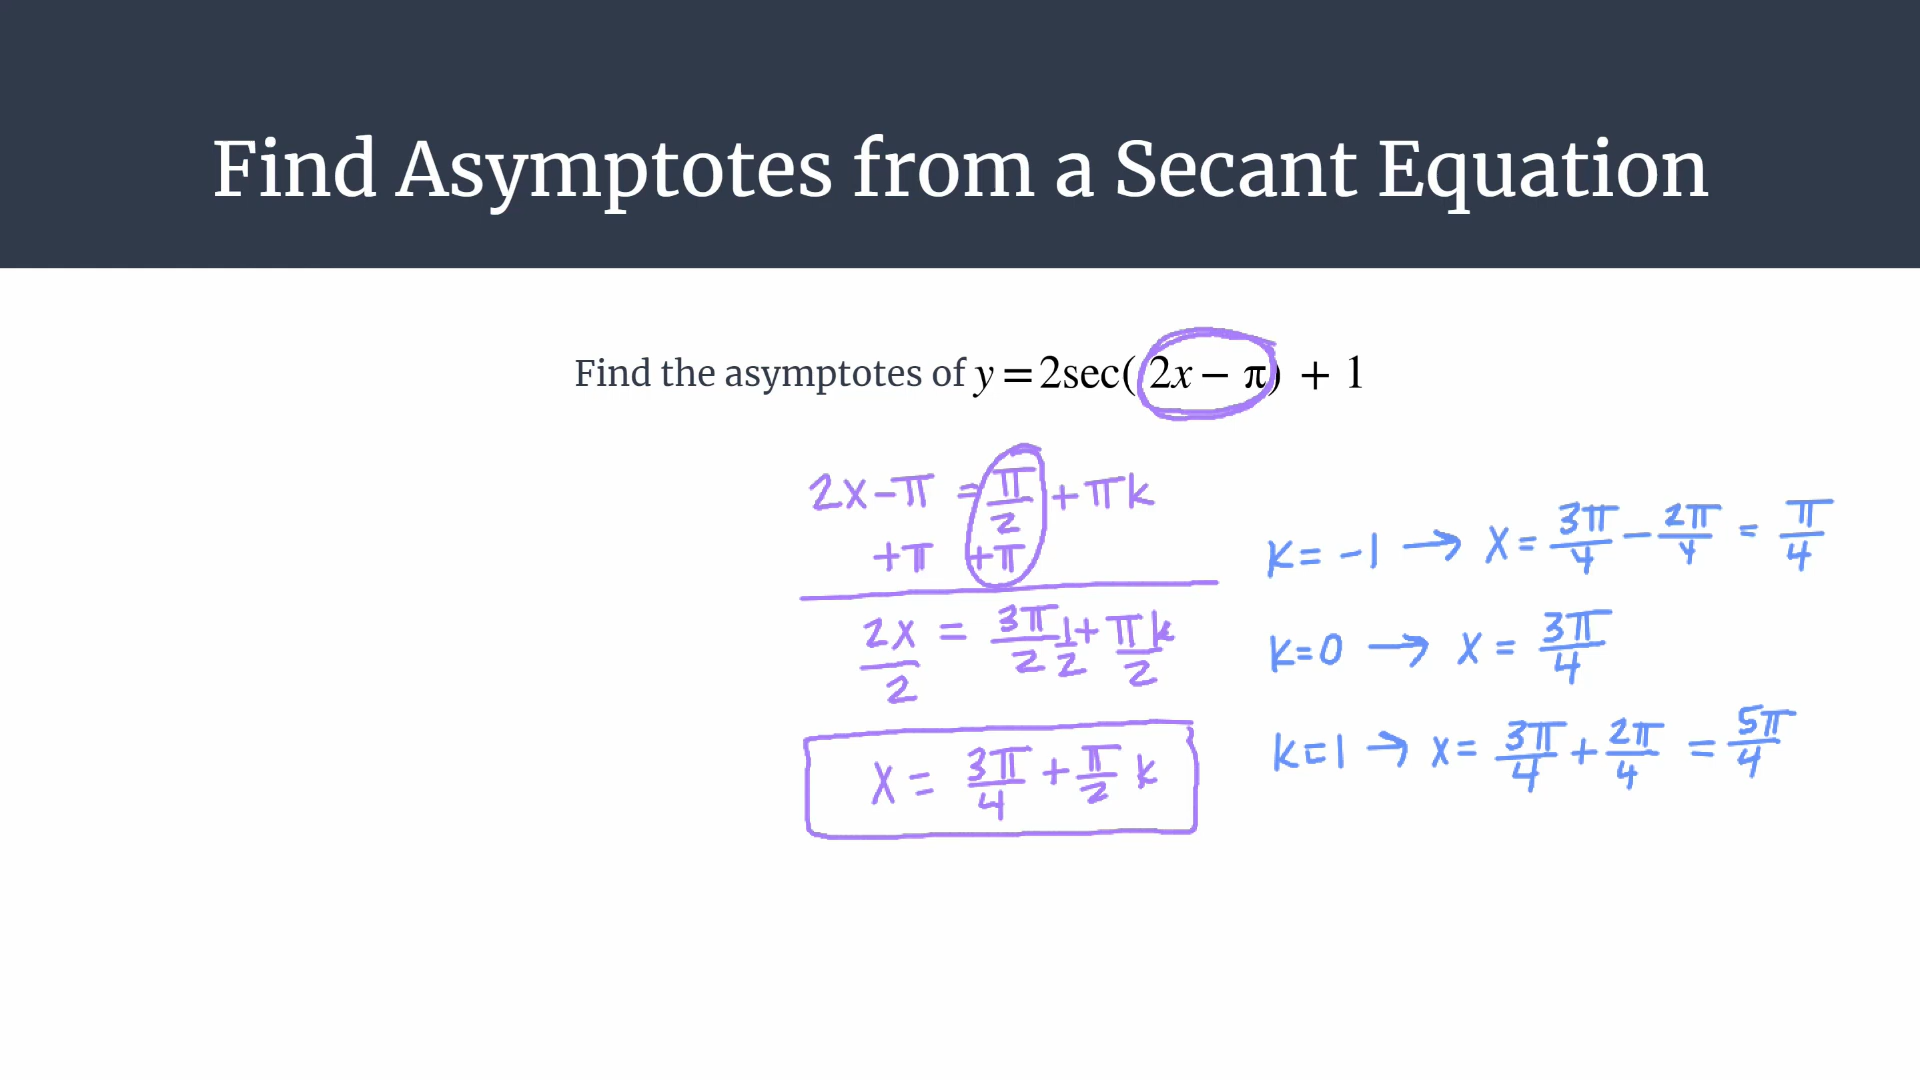 Find Asymptotes from a Secant Equation
Find the asymptotes of y = 2sec( 2x − π) + 1
2x − π = π/2 + πk
+π +π
2x/2 = 3π/2 · 1/2 + πk/2
x = 3π/4 + π/2 k
k = −1 → x = 3π/4 − 2π/4 = π/4
k = 0 → x = 3π/4
k = 1 → x = 3π/4 + 2π/4 = 5π/4